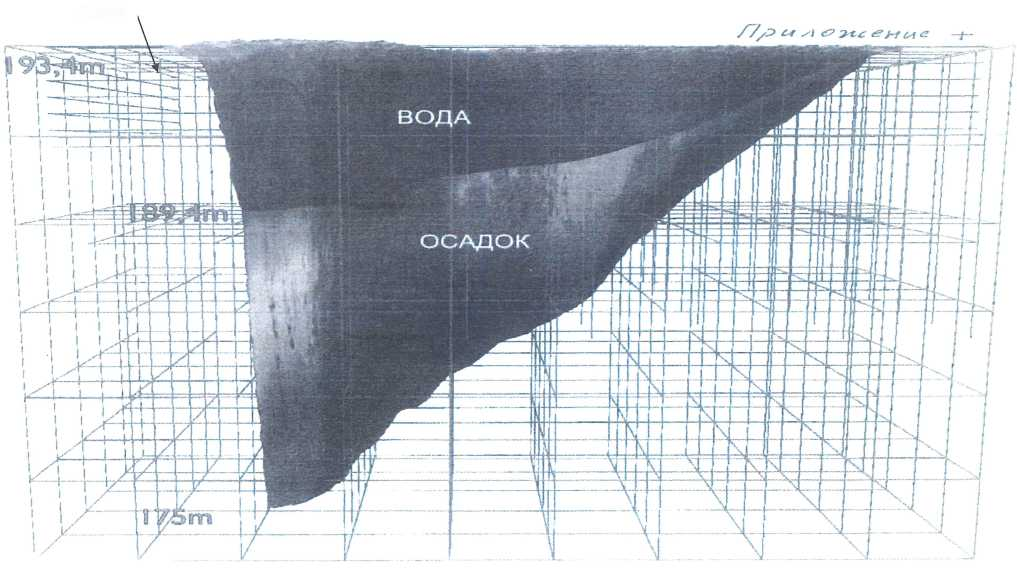 Приложение +
193,4m
ВОДА
189,4m
ОСАДОК
175m